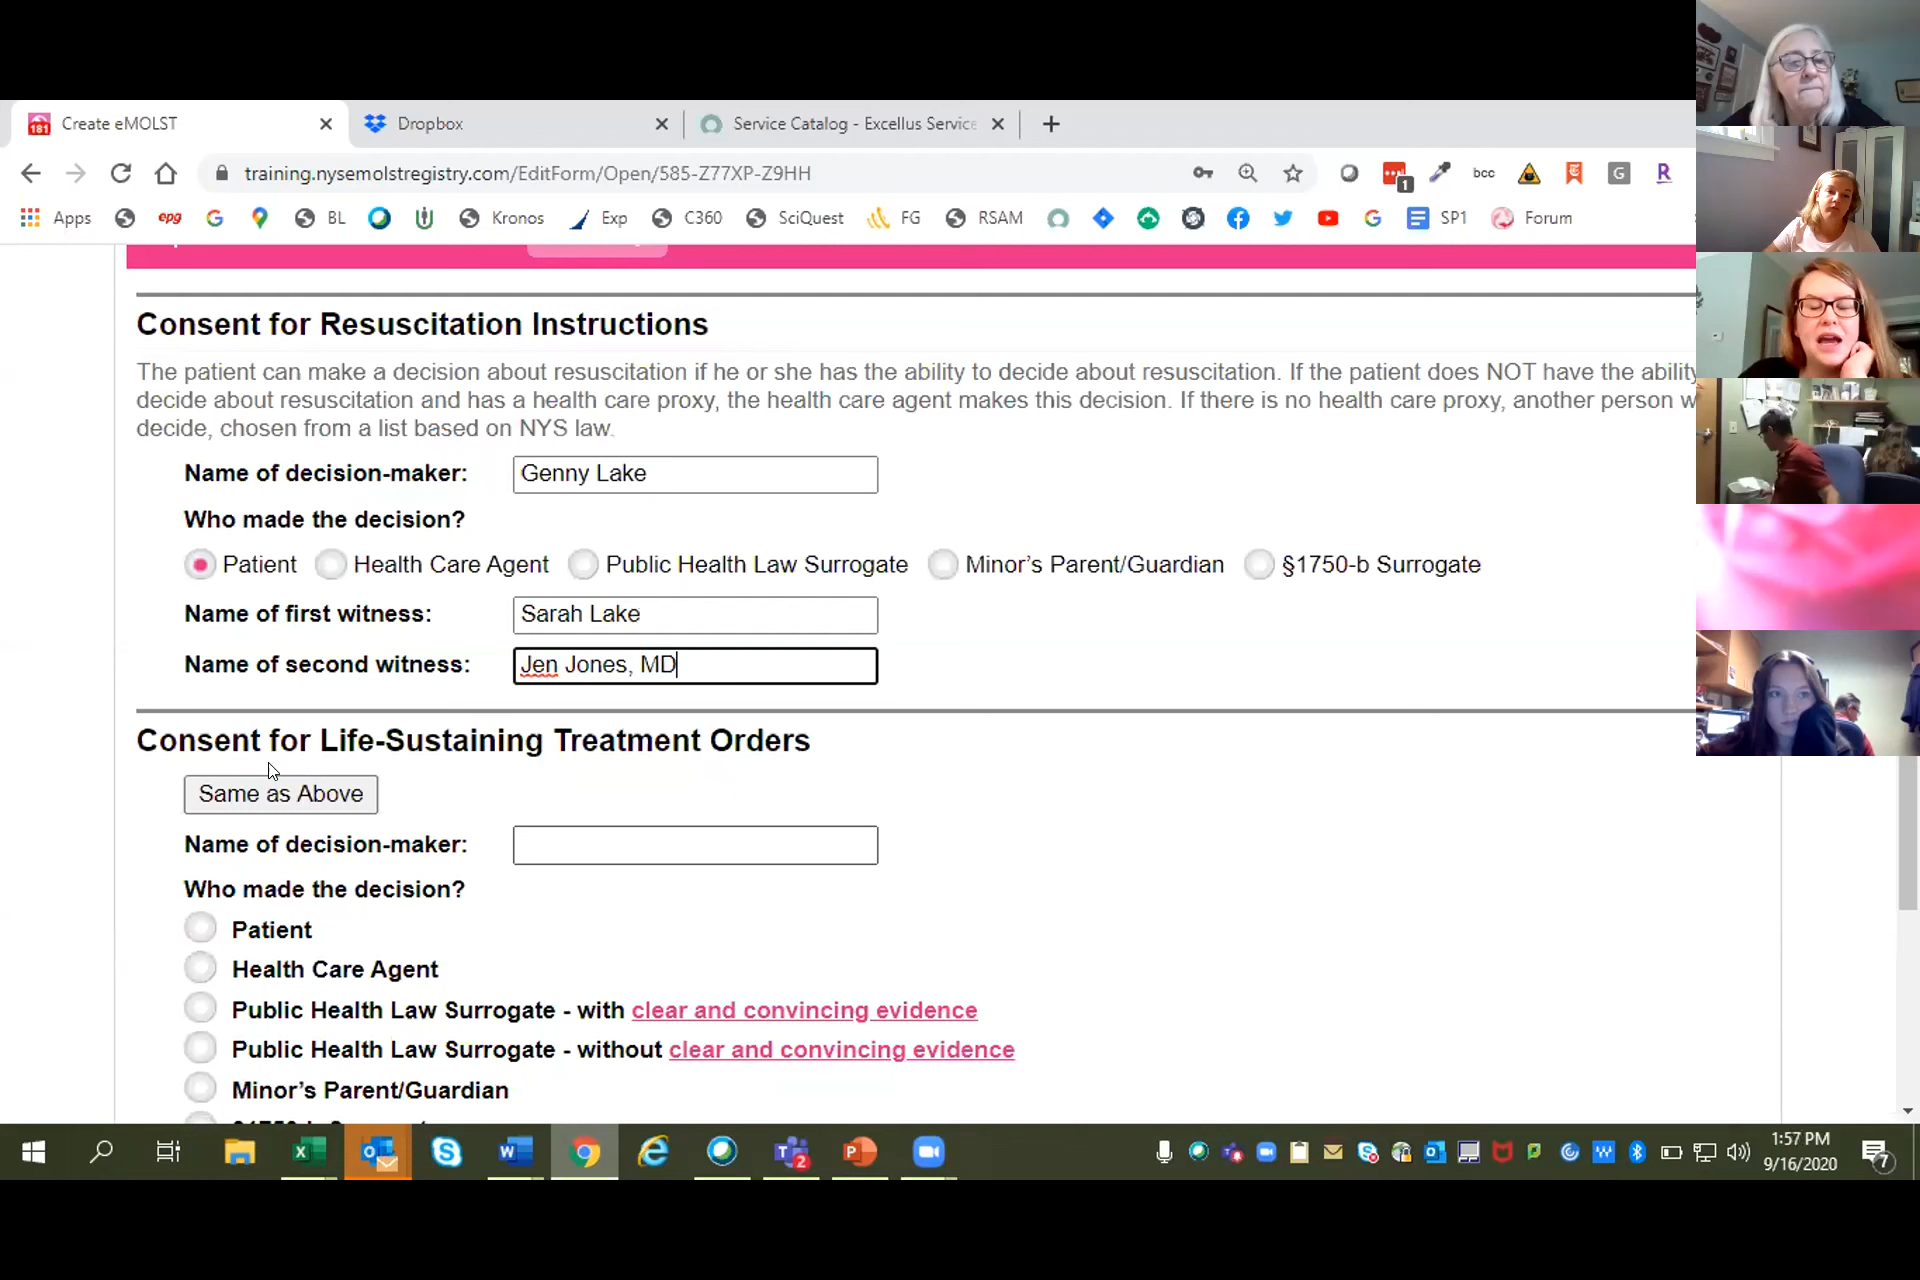 Create eMOLST
Dropbox
Service Catalog - Excellus Service
training.nysemolstregistry.com/EditForm/Open/585-Z77XP-Z9HH
1
bcc
G
R
Apps
epg
BL
Kronos
Exp
C360
SciQuest
FG
RSAM
SP1
Forum
Consent for Resuscitation Instructions
The patient can make a decision about resuscitation if he or she has the ability to decide about resuscitation. If the patient does NOT have the ability
decide about resuscitation and has a health care proxy, the health care agent makes this decision. If there is no health care proxy, another person w
decide, chosen from a list based on NYS law.
Name of decision-maker: Genny Lake
Who made the decision?
Patient Health Care Agent Public Health Law Surrogate Minor’s Parent/Guardian §1750-b Surrogate
Name of first witness: Sarah Lake
Name of second witness: Jen Jones, MD
Consent for Life-Sustaining Treatment Orders
Same as Above
Name of decision-maker:
Who made the decision?
Patient
Health Care Agent
Public Health Law Surrogate - with clear and convincing evidence
Public Health Law Surrogate - without clear and convincing evidence
Minor’s Parent/Guardian
1:57 PM
9/16/2020
7